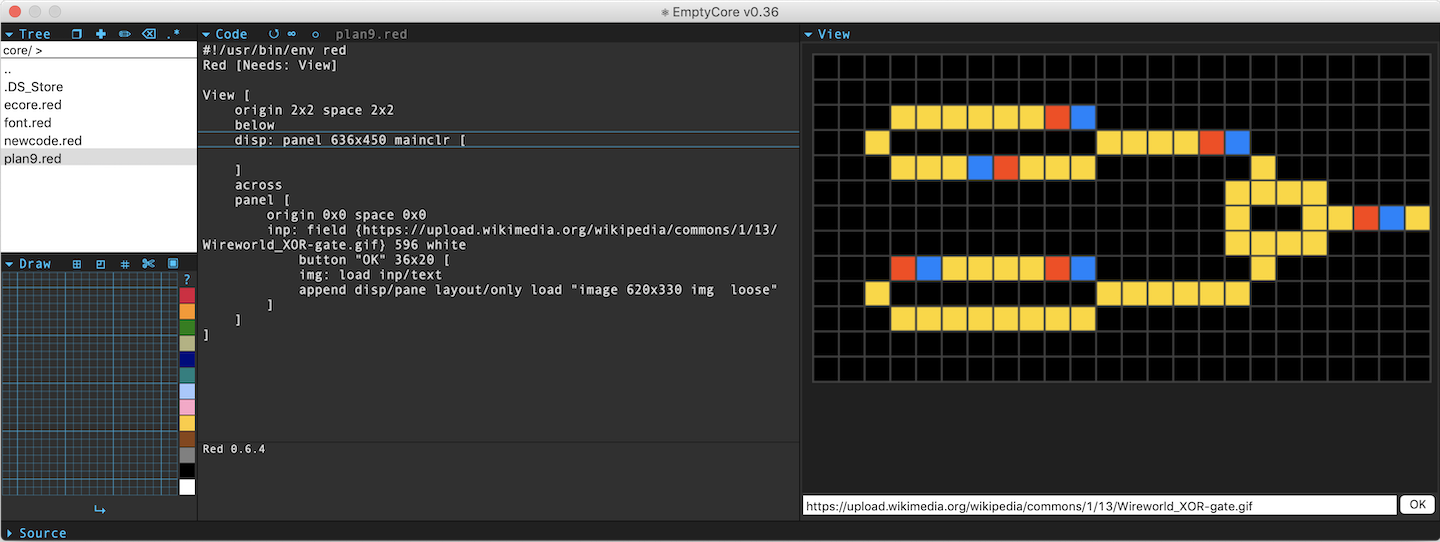 ⚛ EmptyCore v0.36
Tree
.*
core/ >
..
.DS_Store
ecore.red
font.red
newcode.red
plan9.red
Draw
?
Code
∞
plan9.red
#!/usr/bin/env red
Red [Needs: View]
View [
origin 2x2 space 2x2
below
disp: panel 636x450 mainclr [
]
across
panel [
origin 0x0 space 0x0
inp: field {https://upload.wikimedia.org/wikipedia/commons/1/13/
Wireworld_XOR-gate.gif} 596 white
button "OK" 36x20 [
img: load inp/text
append disp/pane layout/only load "image 620x330 img  loose"
]
]
]
Red 0.6.4
View
https://upload.wikimedia.org/wikipedia/commons/1/13/Wireworld_XOR-gate.gif
OK
Source